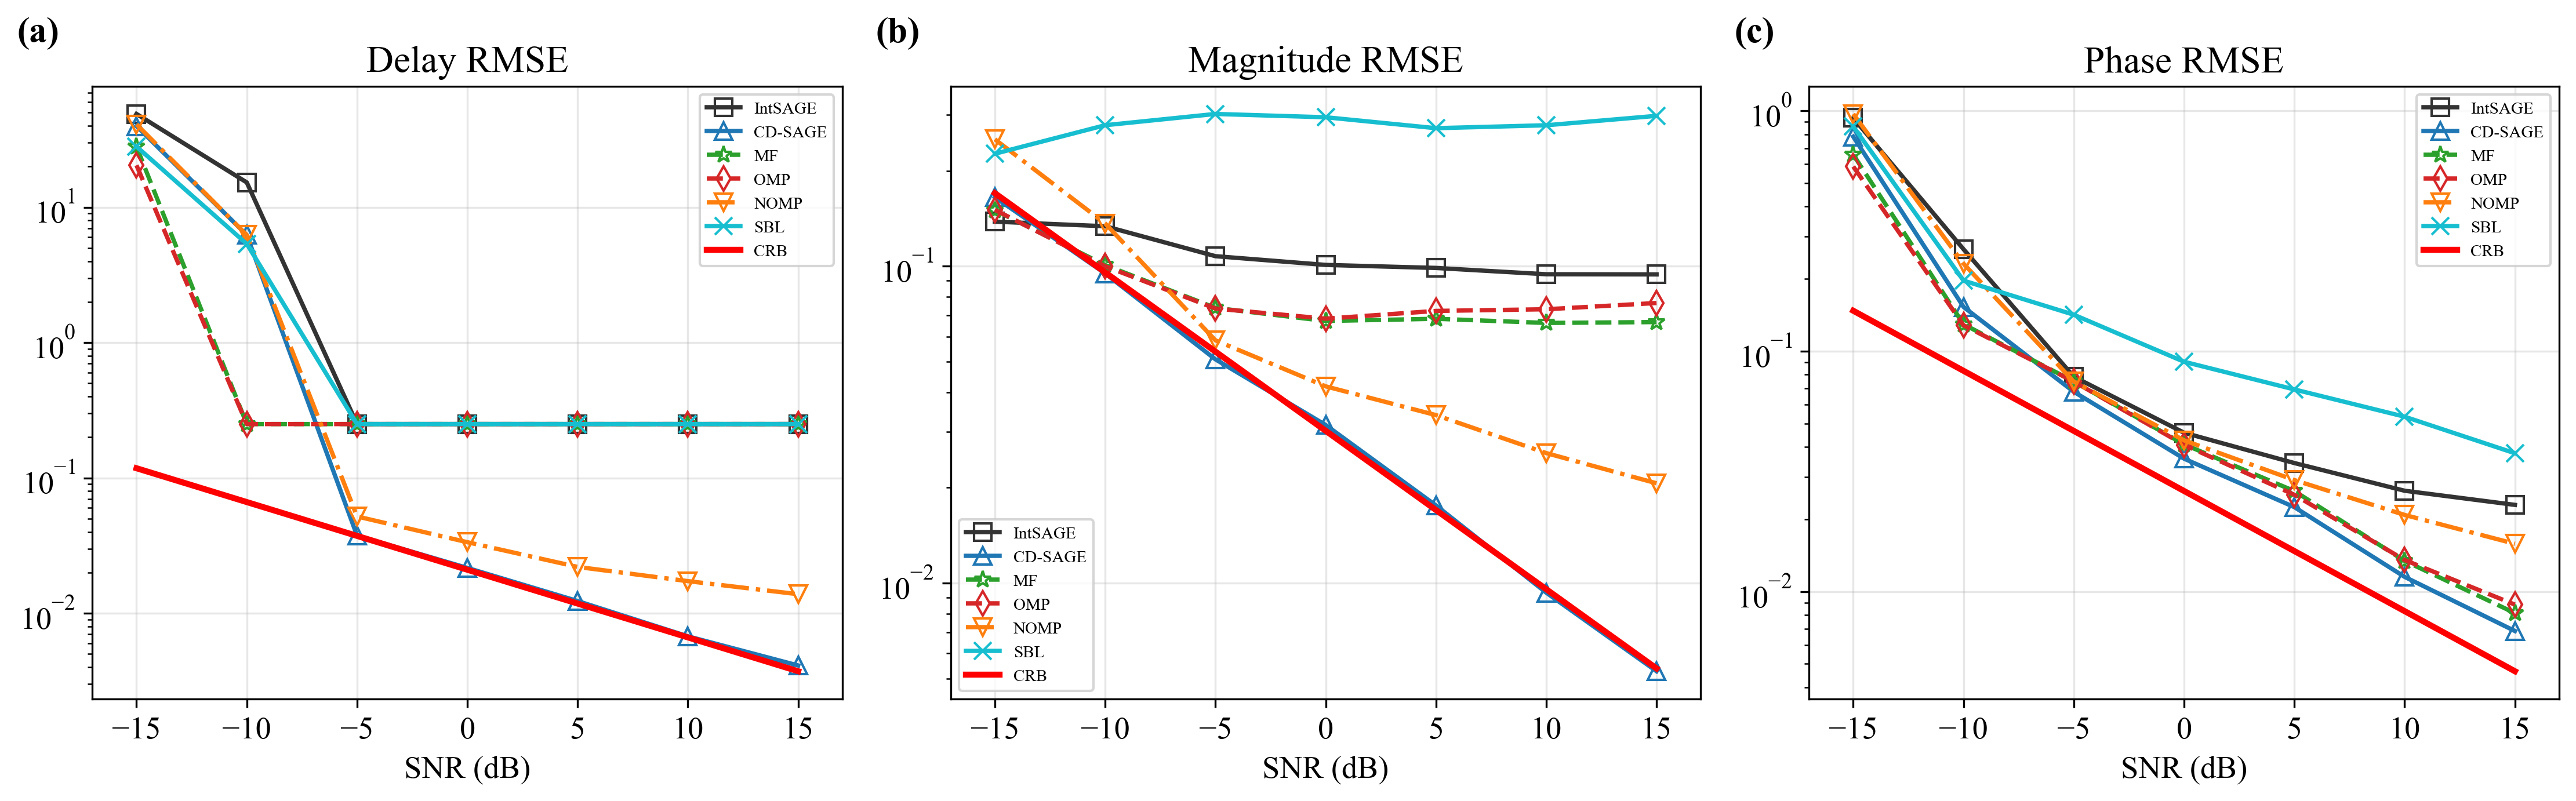 (a)
Delay RMSE
IntSAGE
CD-SAGE
MF
OMP
NOMP
SBL
CRB
10^1
10^0
10^−1
10^−2
−15 −10 −5 0 5 10 15
SNR (dB)
(b)
Magnitude RMSE
10^−1
10^−2
IntSAGE
CD-SAGE
MF
OMP
NOMP
SBL
CRB
−15 −10 −5 0 5 10 15
SNR (dB)
(c)
Phase RMSE
IntSAGE
CD-SAGE
MF
OMP
NOMP
SBL
CRB
10^0
10^−1
10^−2
−15 −10 −5 0 5 10 15
SNR (dB)